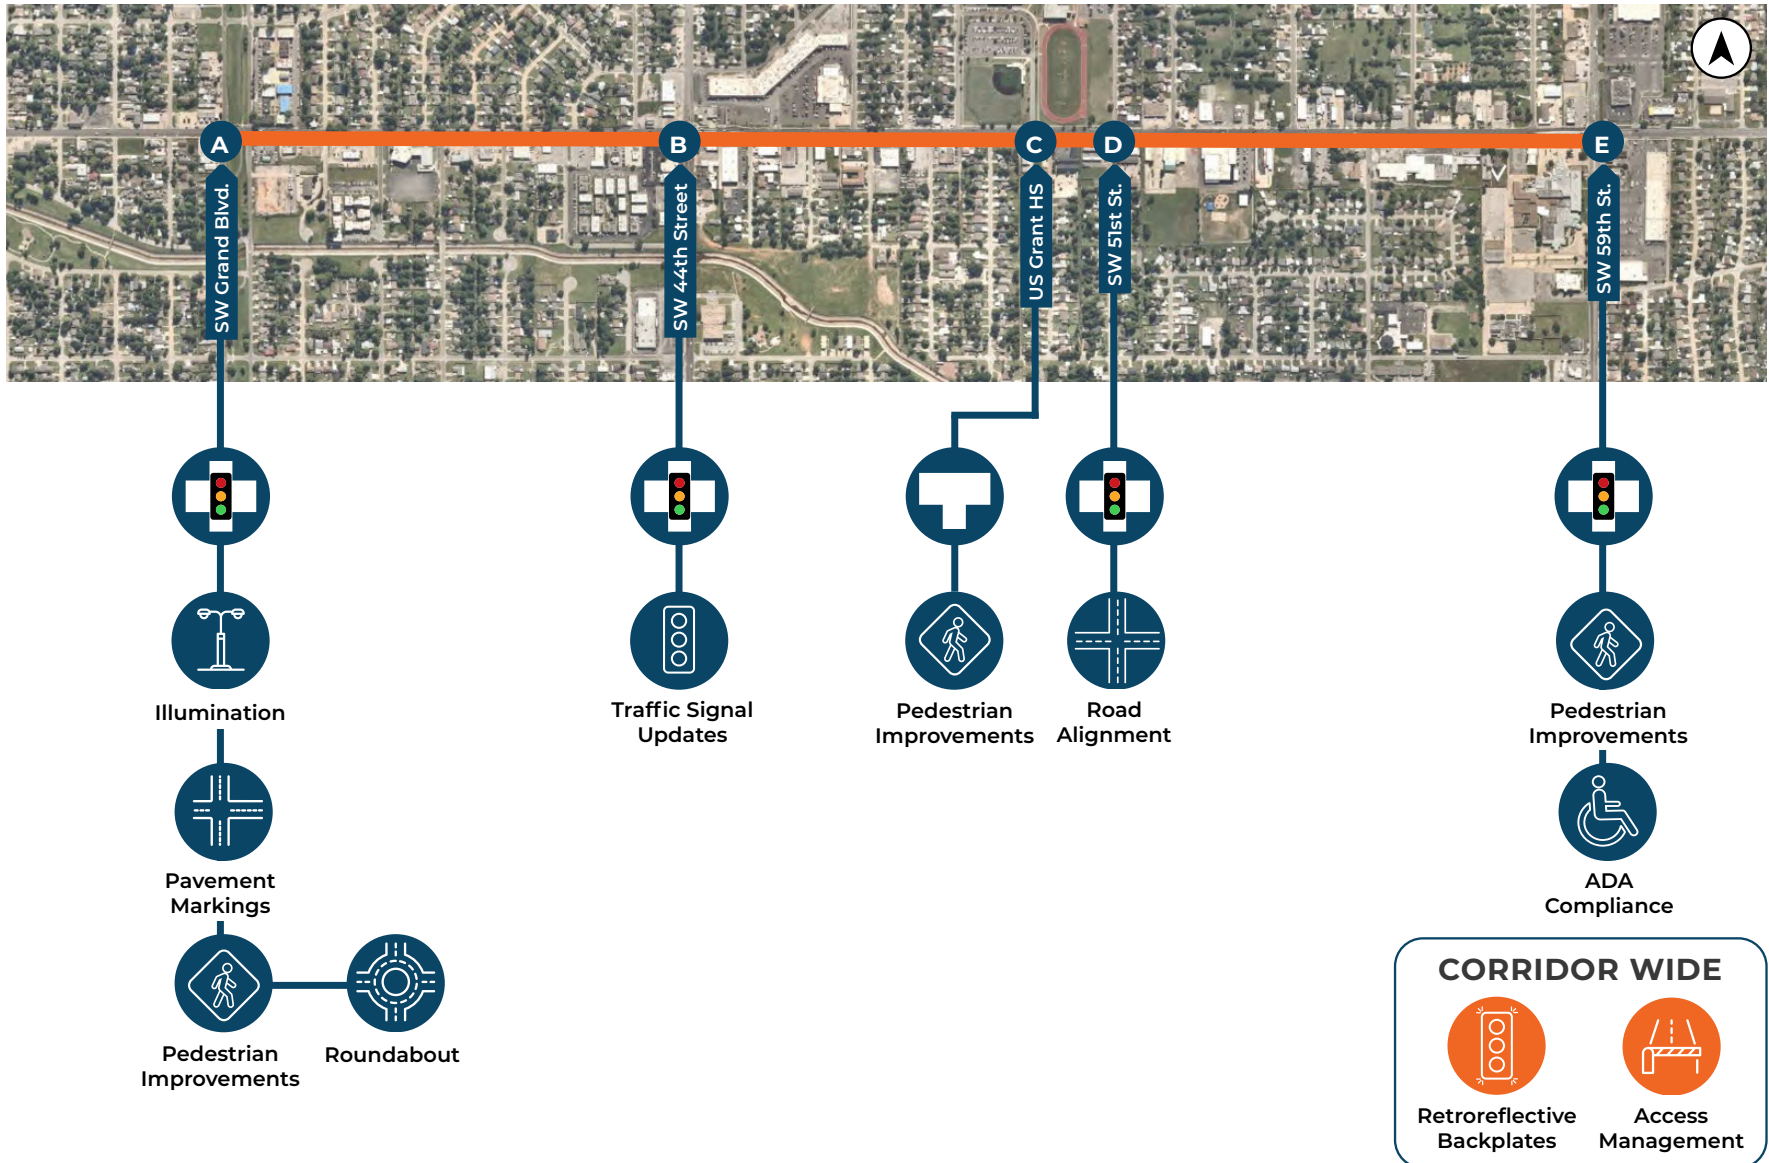 A
B
C
D
E
SW Grand Blvd.
SW 44th Street
US Grant HS
SW 51st St.
SW 59th St.
Illumination
Pavement
Markings
Pedestrian
Improvements
Roundabout
Traffic Signal
Updates
Pedestrian
Improvements
Road
Alignment
Pedestrian
Improvements
ADA
Compliance
CORRIDOR WIDE
Retroreflective
Backplates
Access
Management